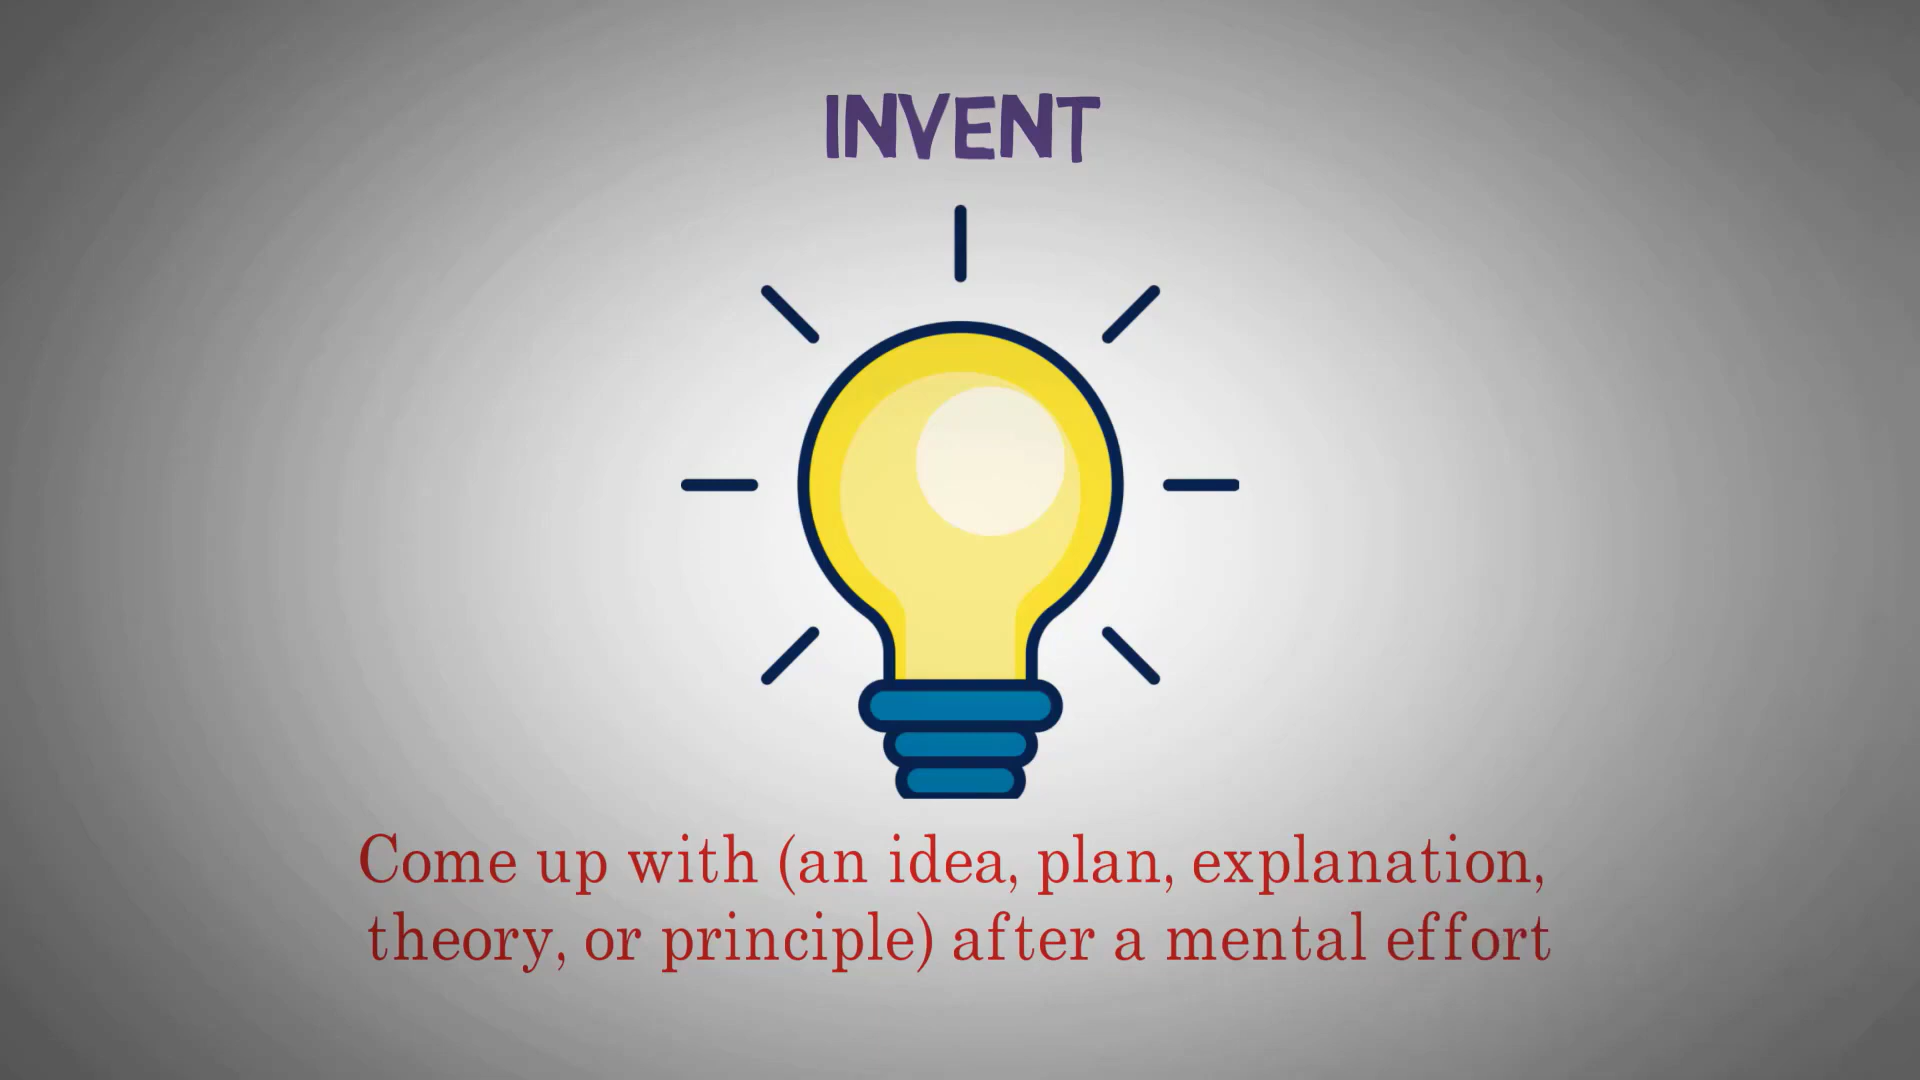 INVENT
Come up with (an idea, plan, explanation,
theory, or principle) after a mental effort